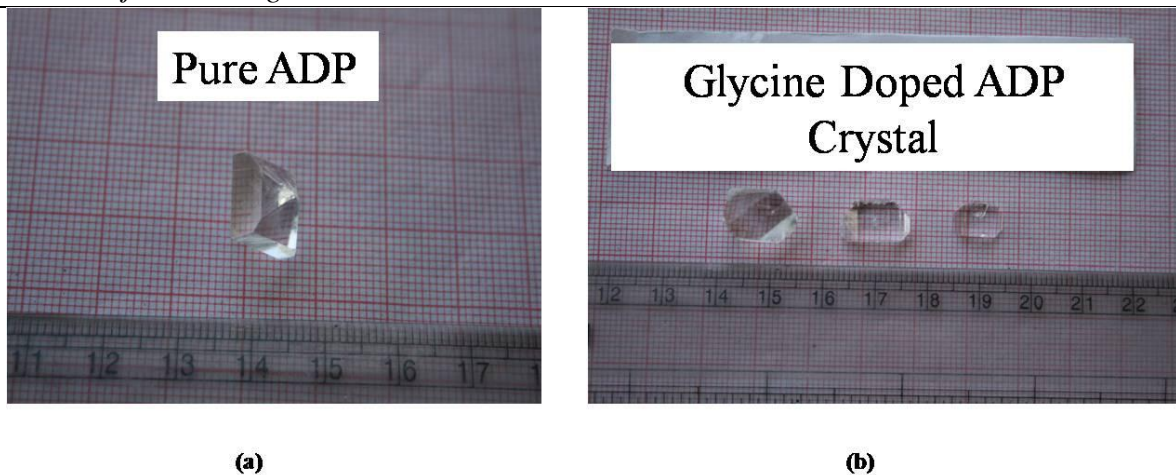 Pure ADP
11 12 13 14 15 16 17
(a)
Glycine Doped ADP
Crystal
12 13 14 15 16 17 18 19 20 21 22
(b)